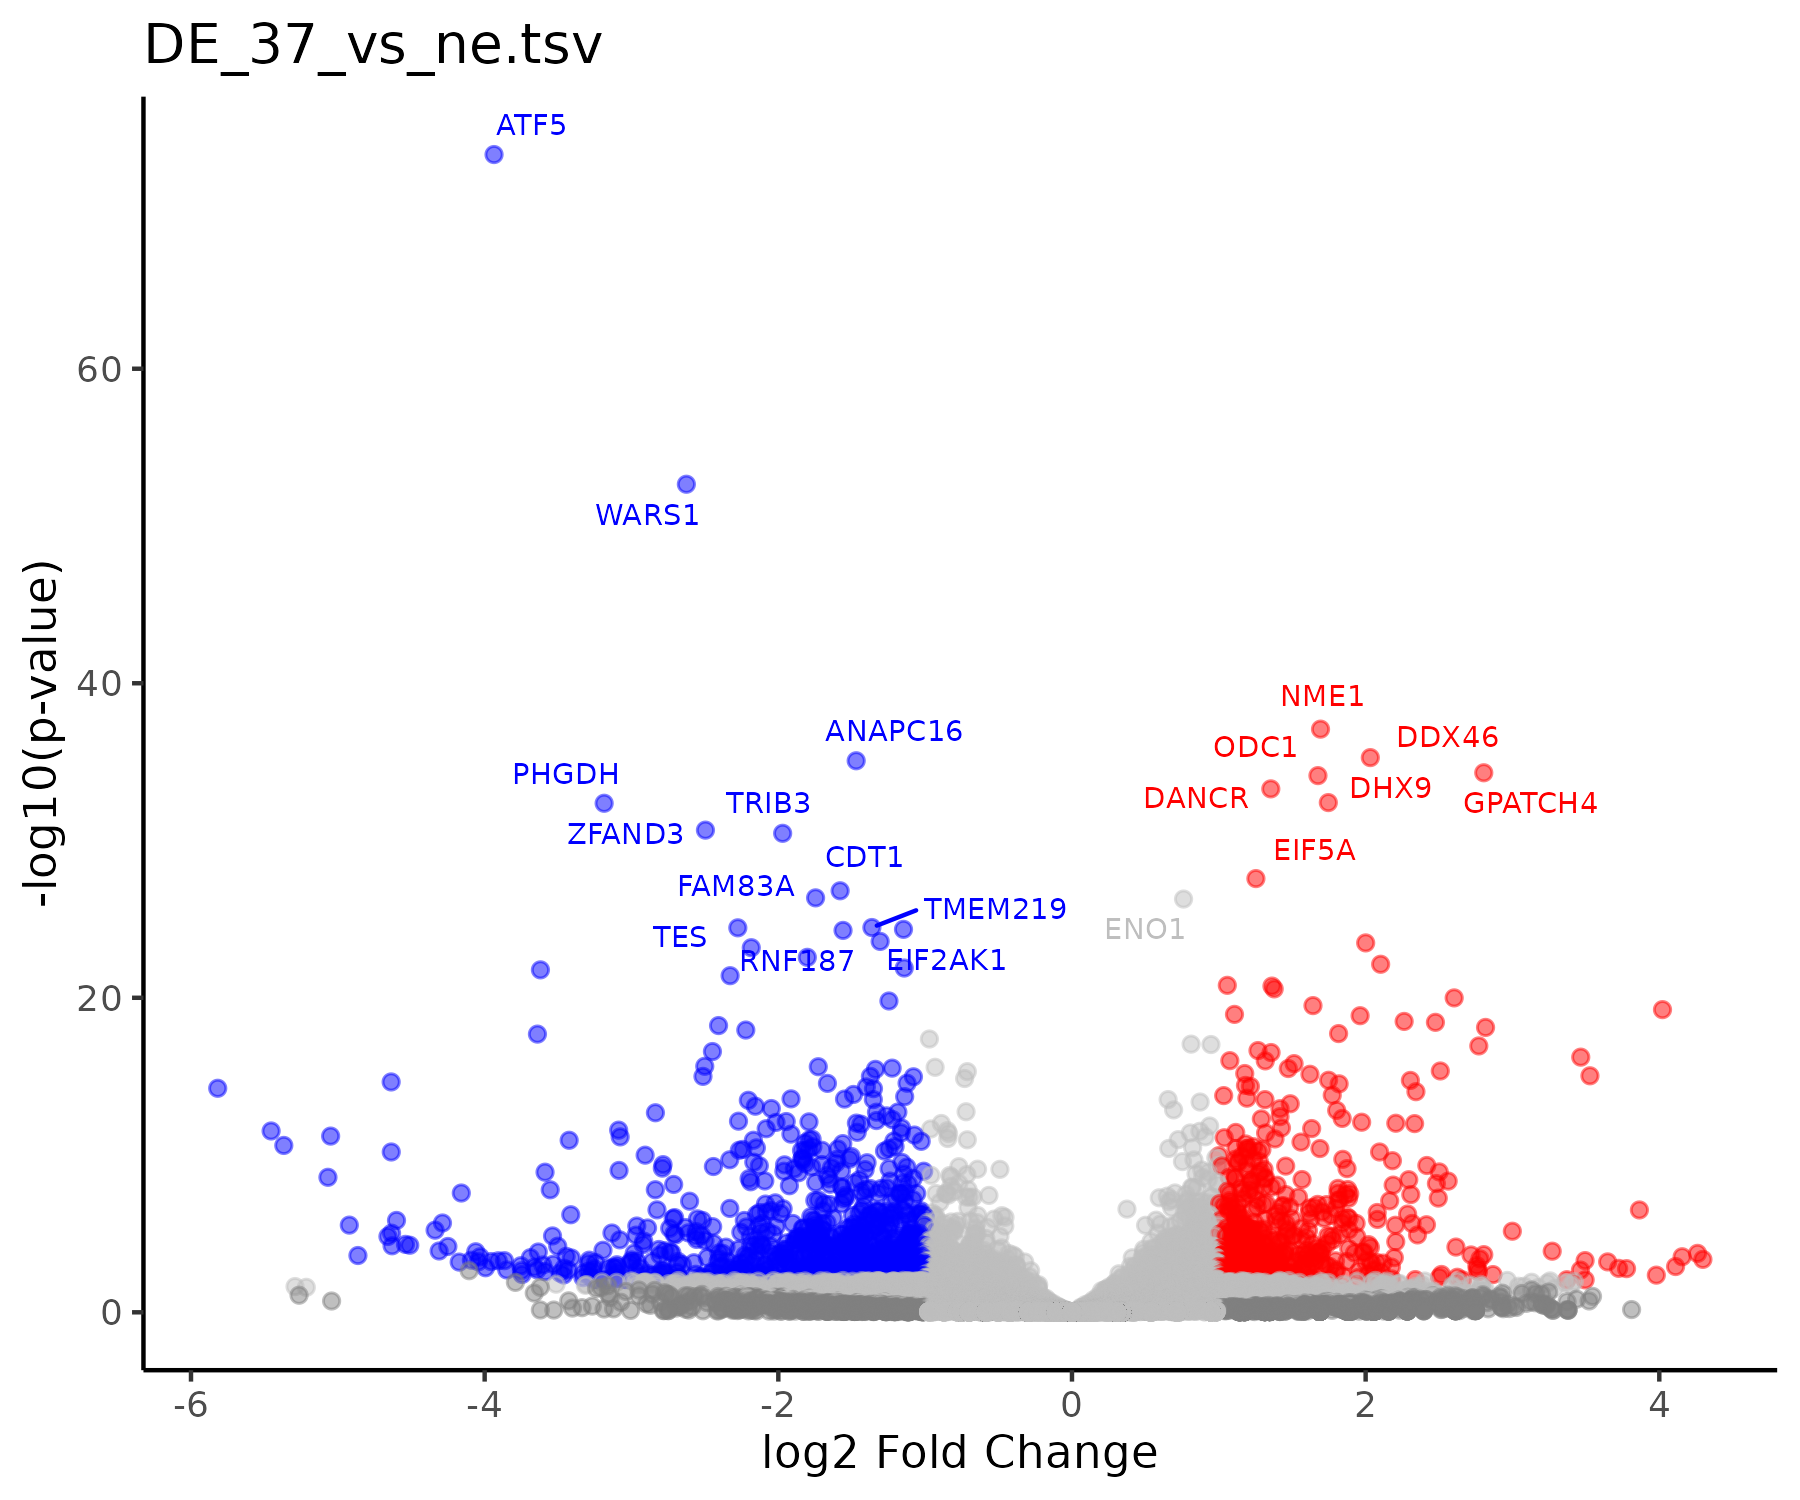 DE_37_vs_ne.tsv
ATF5
60
WARS1
-log10(p-value)
40
NME1
ANAPC16
DDX46
ODC1
PHGDH
DHX9
DANCR
TRIB3
GPATCH4
ZFAND3
EIF5A
CDT1
FAM83A
TMEM219
ENO1
TES
RNF187
EIF2AK1
20
0
-6
-4
-2
0
2
4
log2 Fold Change